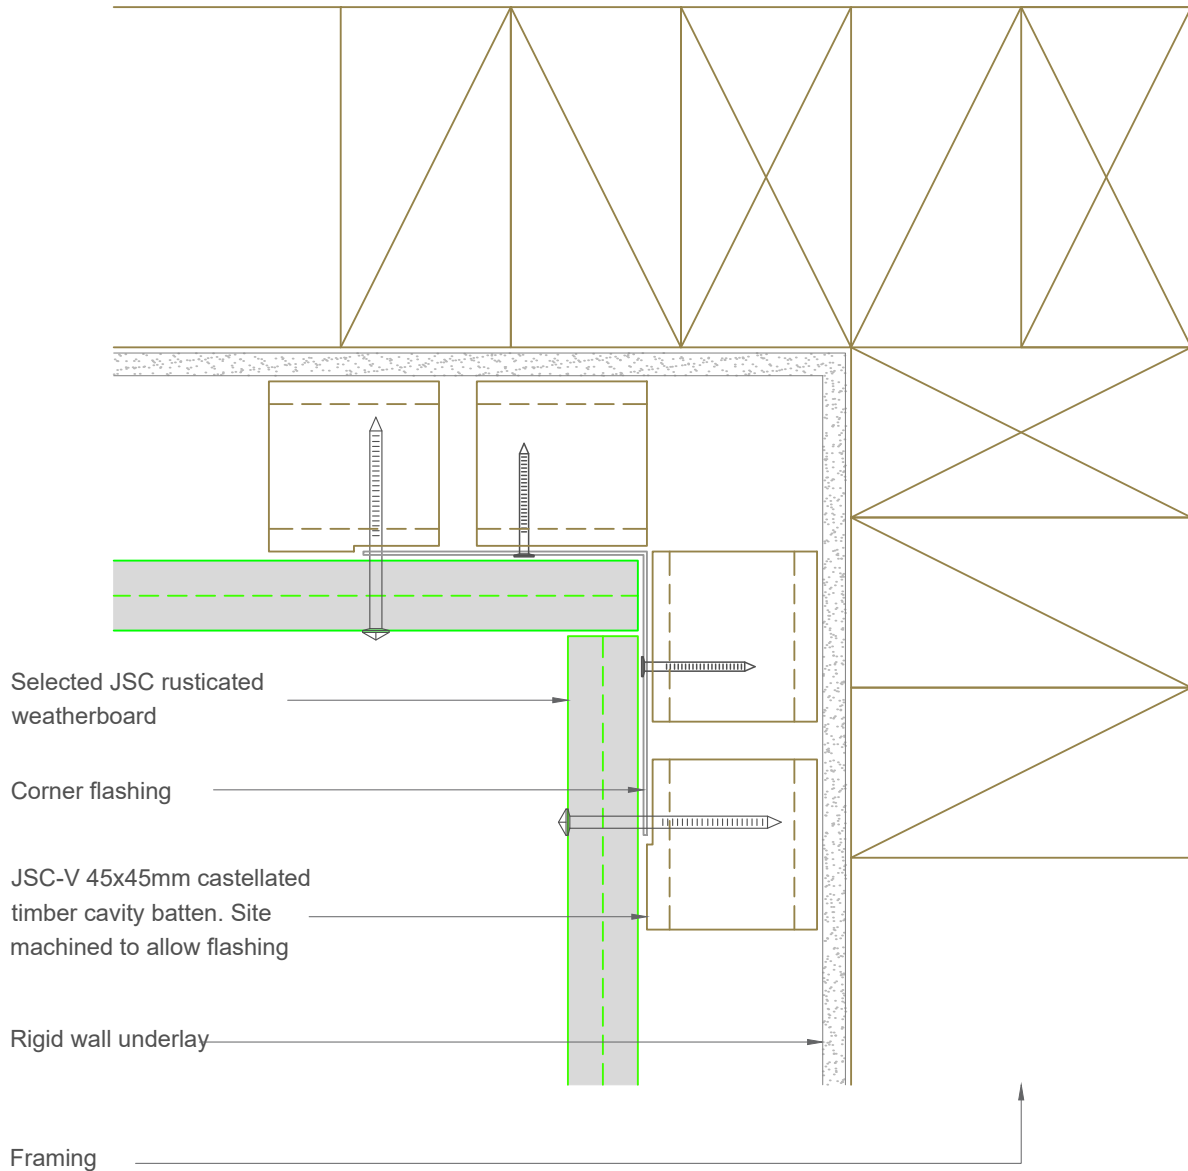 Selected JSC rusticated
weatherboard
Corner flashing
JSC-V 45x45mm castellated
timber cavity batten. Site
machined to allow flashing
Rigid wall underlay
Framing